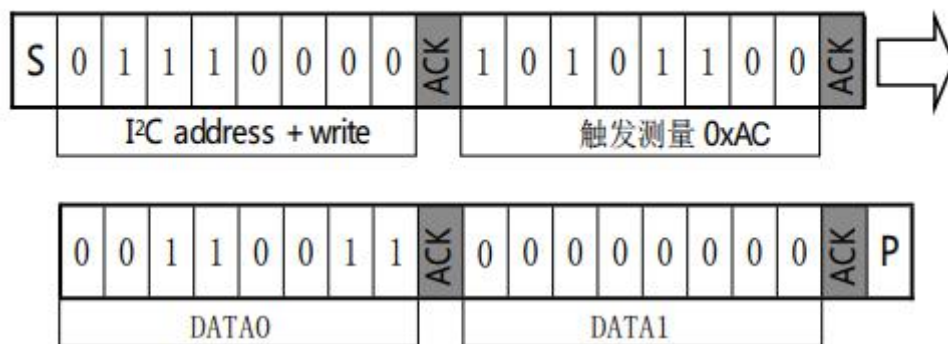 S 0 1 1 1 0 0 0 0 ACK 1 0 1 0 1 1 0 0 ACK
I²C address + write 触发测量 0xAC
0 0 1 1 0 0 1 1 ACK 0 0 0 0 0 0 0 0 ACK P
DATA0 DATA1